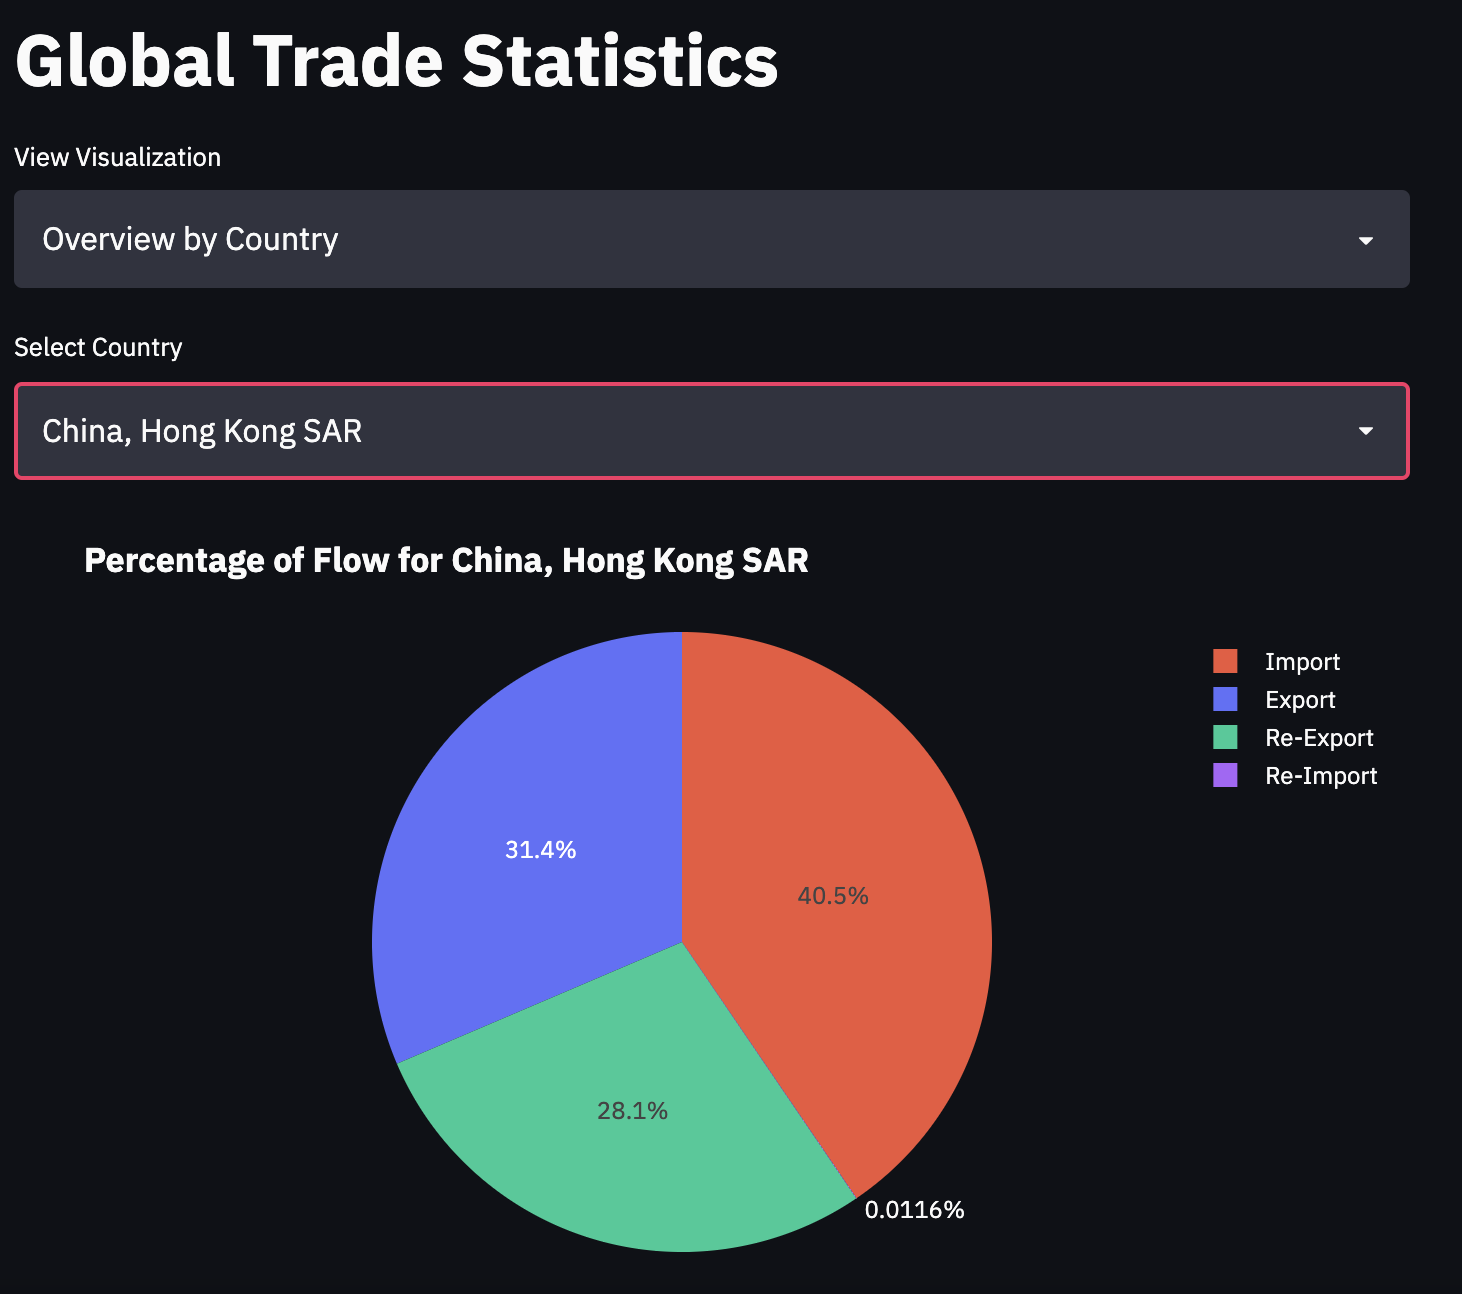 Global Trade Statistics
View Visualization
Overview by Country
Select Country
China, Hong Kong SAR
Percentage of Flow for China, Hong Kong SAR
Import
Export
Re-Export
Re-Import
31.4%
40.5%
28.1%
0.0116%